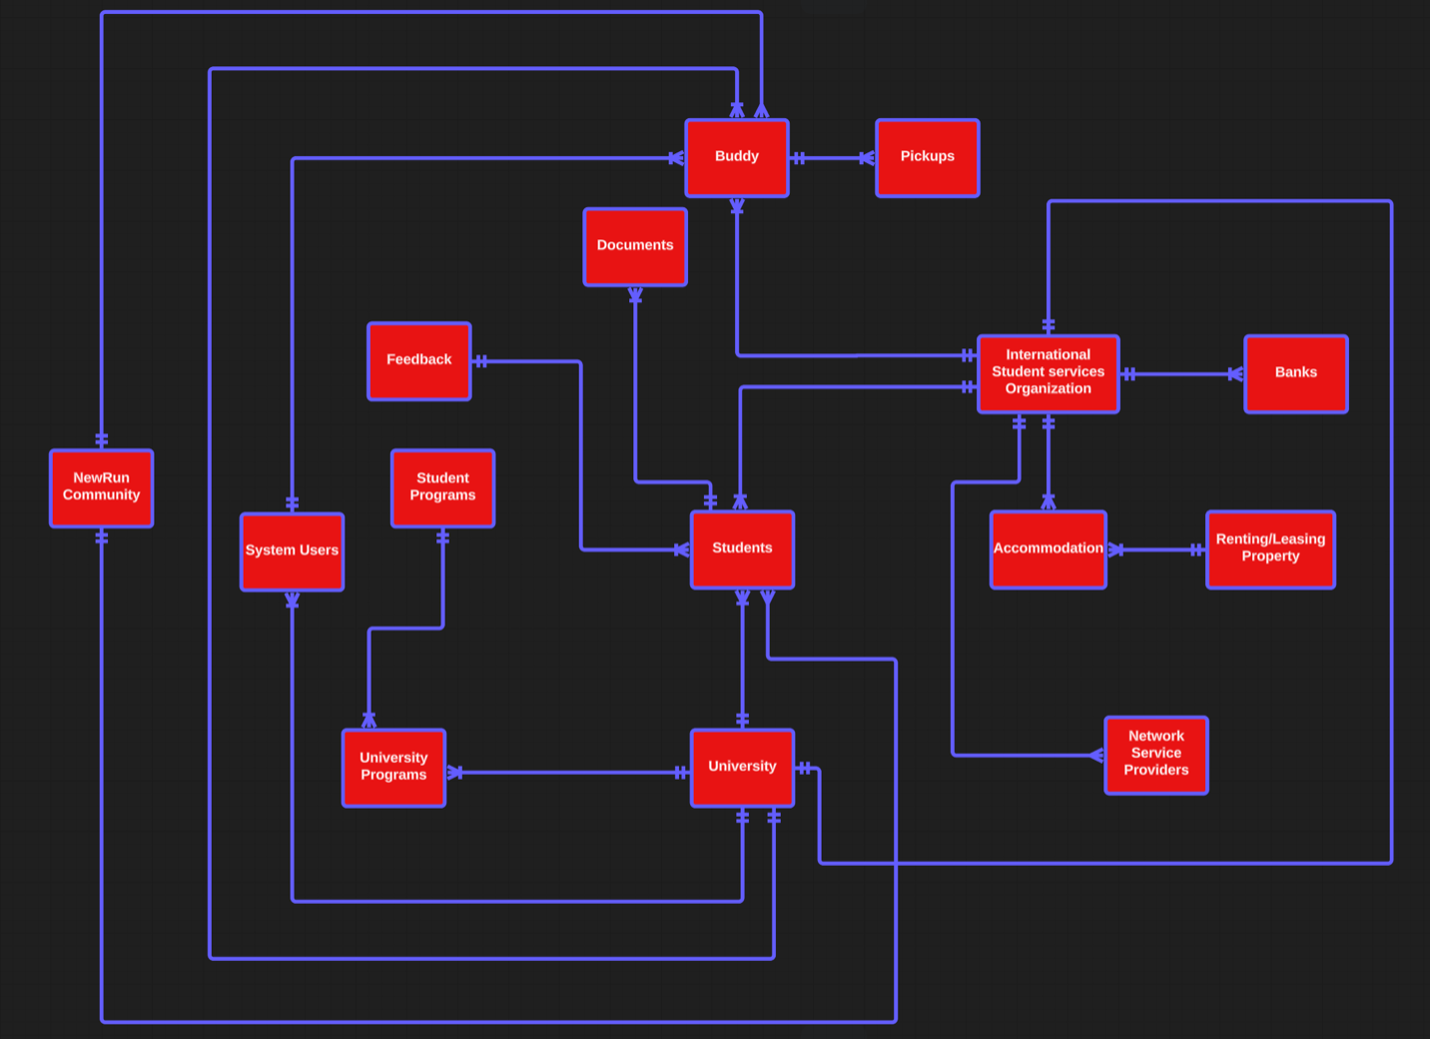 Buddy
Pickups
Documents
International
Student services
Organization
Feedback
Banks
NewRun
Community
Student
Programs
System Users
Students
Accommodation
Renting/Leasing
Property
University
Programs
University
Network
Service
Providers